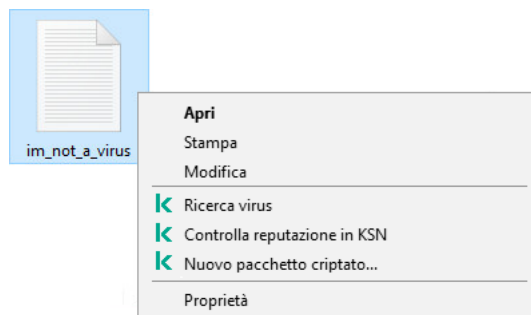 im_not_a_virus
Apri
Stampa
Modifica
Ricerca virus
Controlla reputazione in KSN
Nuovo pacchetto criptato...
Proprietà